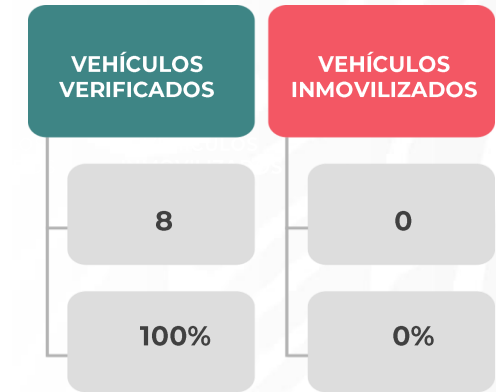 VEHÍCULOS
VERIFICADOS
8
100%
VEHÍCULOS
INMOVILIZADOS
0
0%